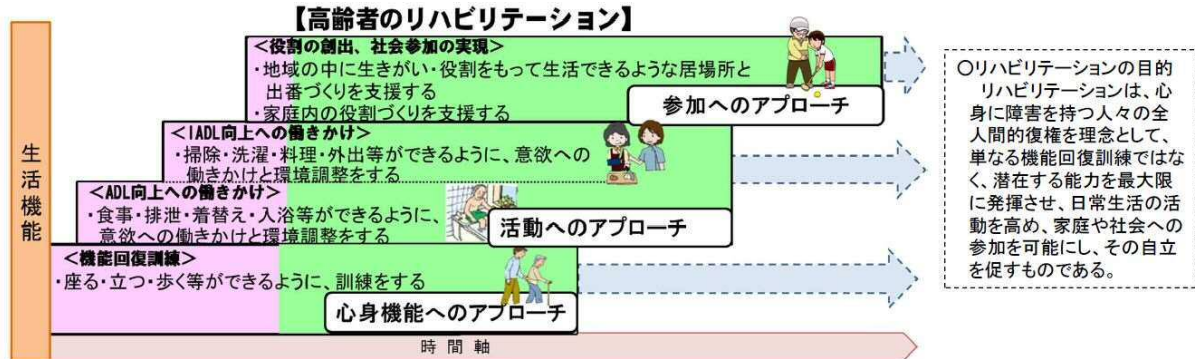 【高齢者のリハビリテーション】
生活機能
<役割の創出、社会参加の実現>
・地域の中に生きがい・役割をもって生活できるような居場所と
出番づくりを支援する
・家庭内の役割づくりを支援する
参加へのアプローチ
<IADL向上への働きかけ>
・掃除・洗濯・料理・外出等ができるように、意欲への
働きかけと環境調整をする
<ADL向上への働きかけ>
・食事・排泄・着替え・入浴等ができるように、
意欲への働きかけと環境調整をする
活動へのアプローチ
<機能回復訓練>
・座る・立つ・歩く等ができるように、訓練をする
心身機能へのアプローチ
時間軸
○リハビリテーションの目的
リハビリテーションは、心
身に障害を持つ人々の全
人間的復権を理念として、
単なる機能回復訓練ではな
く、潜在する能力を最大限
に発揮させ、日常生活の活
動を高め、家庭や社会への
参加を可能にし、その自立
を促すものである。